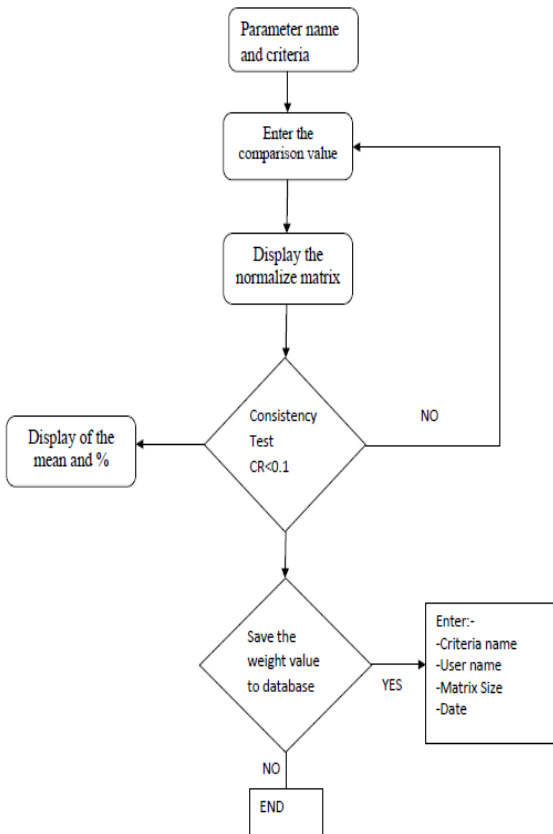 Parameter name
and criteria
Enter the
comparison value
Display the
normalize matrix
Consistency
Test
CR<0.1
NO
Display of the
mean and %
Save the
weight value
to database
YES
Enter:-
-Criteria name
-User name
-Matrix Size
-Date
NO
END